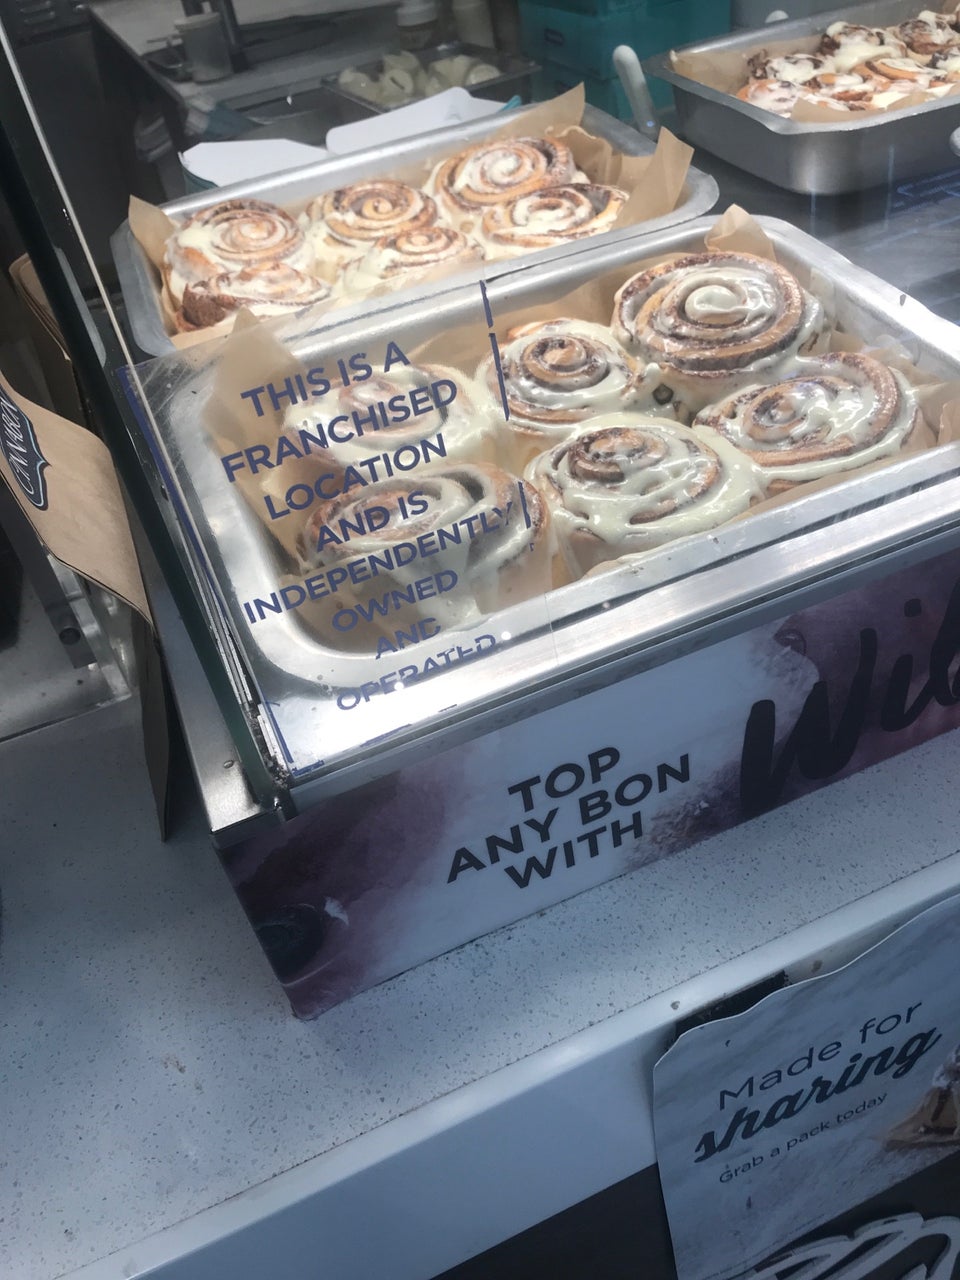 THIS IS A
FRANCHISED
LOCATION
AND IS
INDEPENDENTLY
OWNED
AND
OPERATED
TOP
ANY BON
WITH
Made for
sharing
Grab a pack today